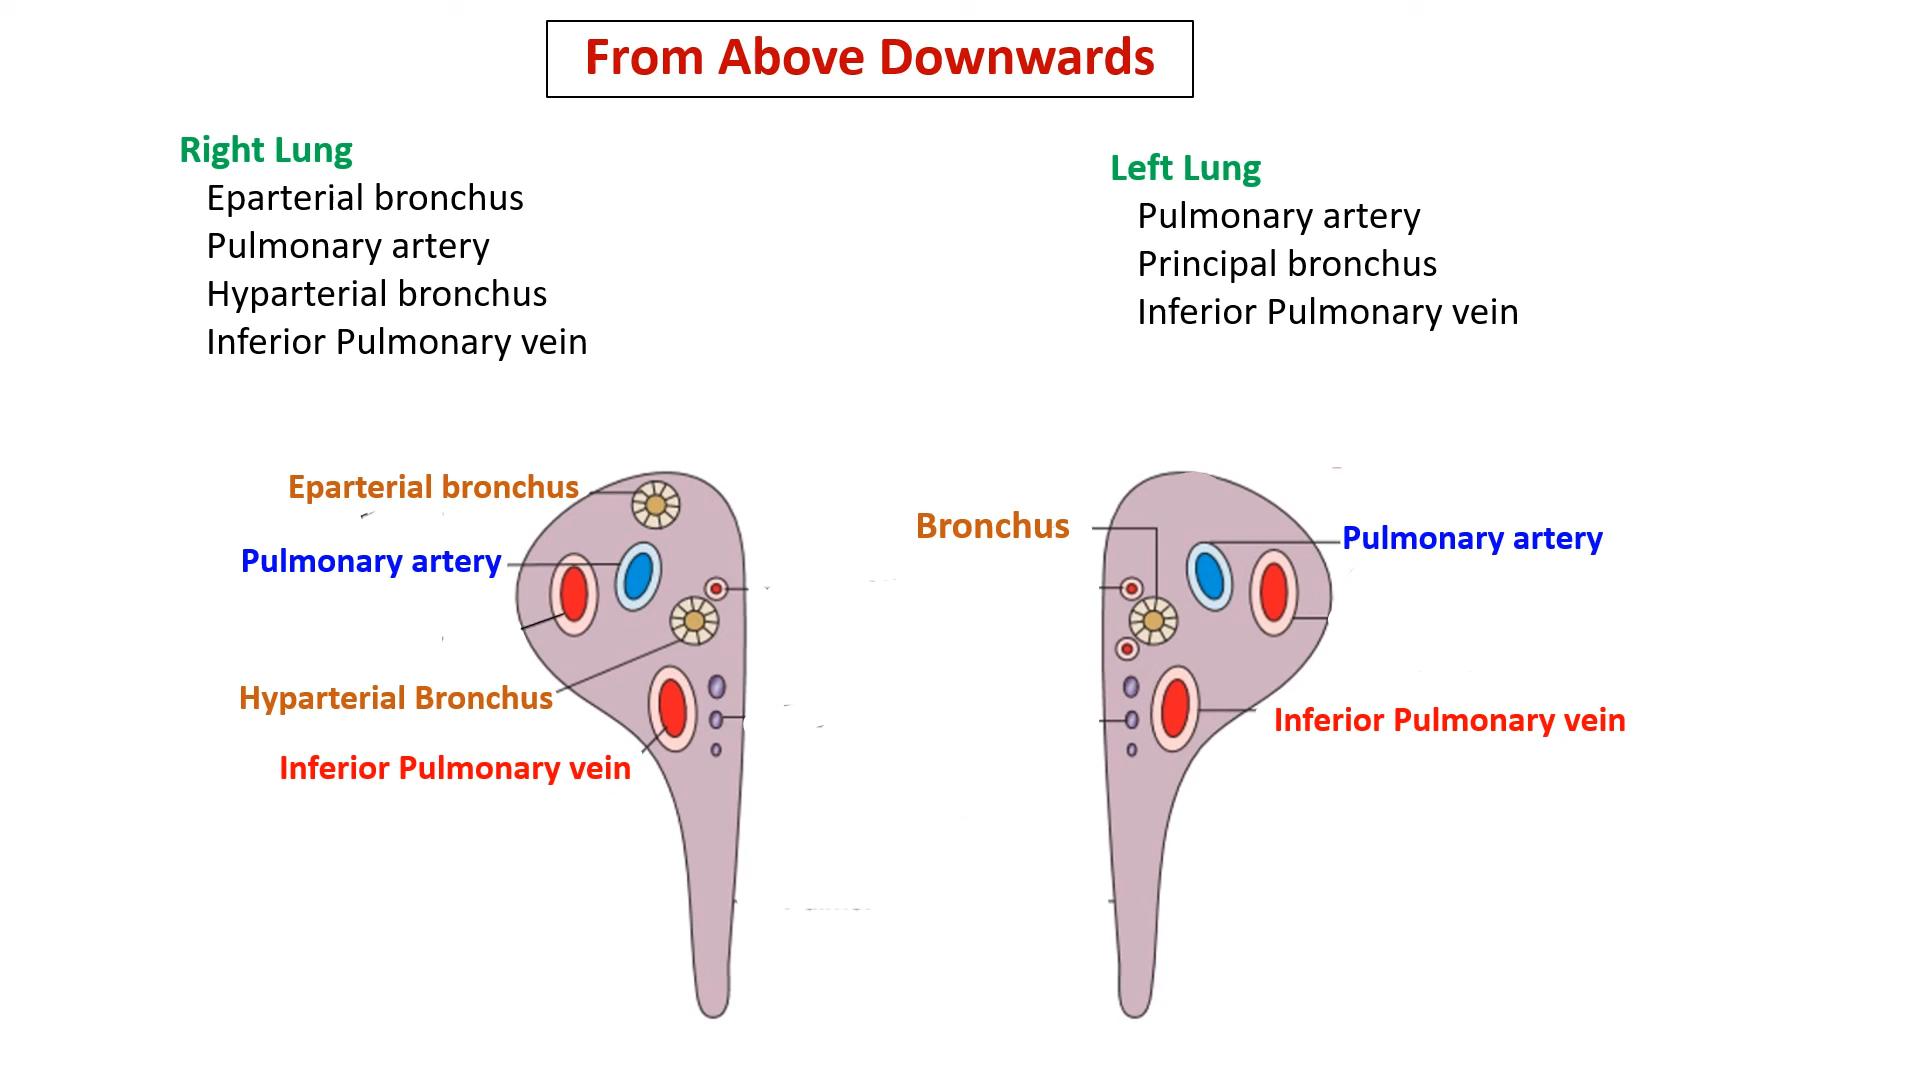 From Above Downwards
Right Lung
Eparterial bronchus
Pulmonary artery
Hyparterial bronchus
Inferior Pulmonary vein
Left Lung
Pulmonary artery
Principal bronchus
Inferior Pulmonary vein
Eparterial bronchus
Pulmonary artery
Hyparterial Bronchus
Inferior Pulmonary vein
Bronchus
Pulmonary artery
Inferior Pulmonary vein